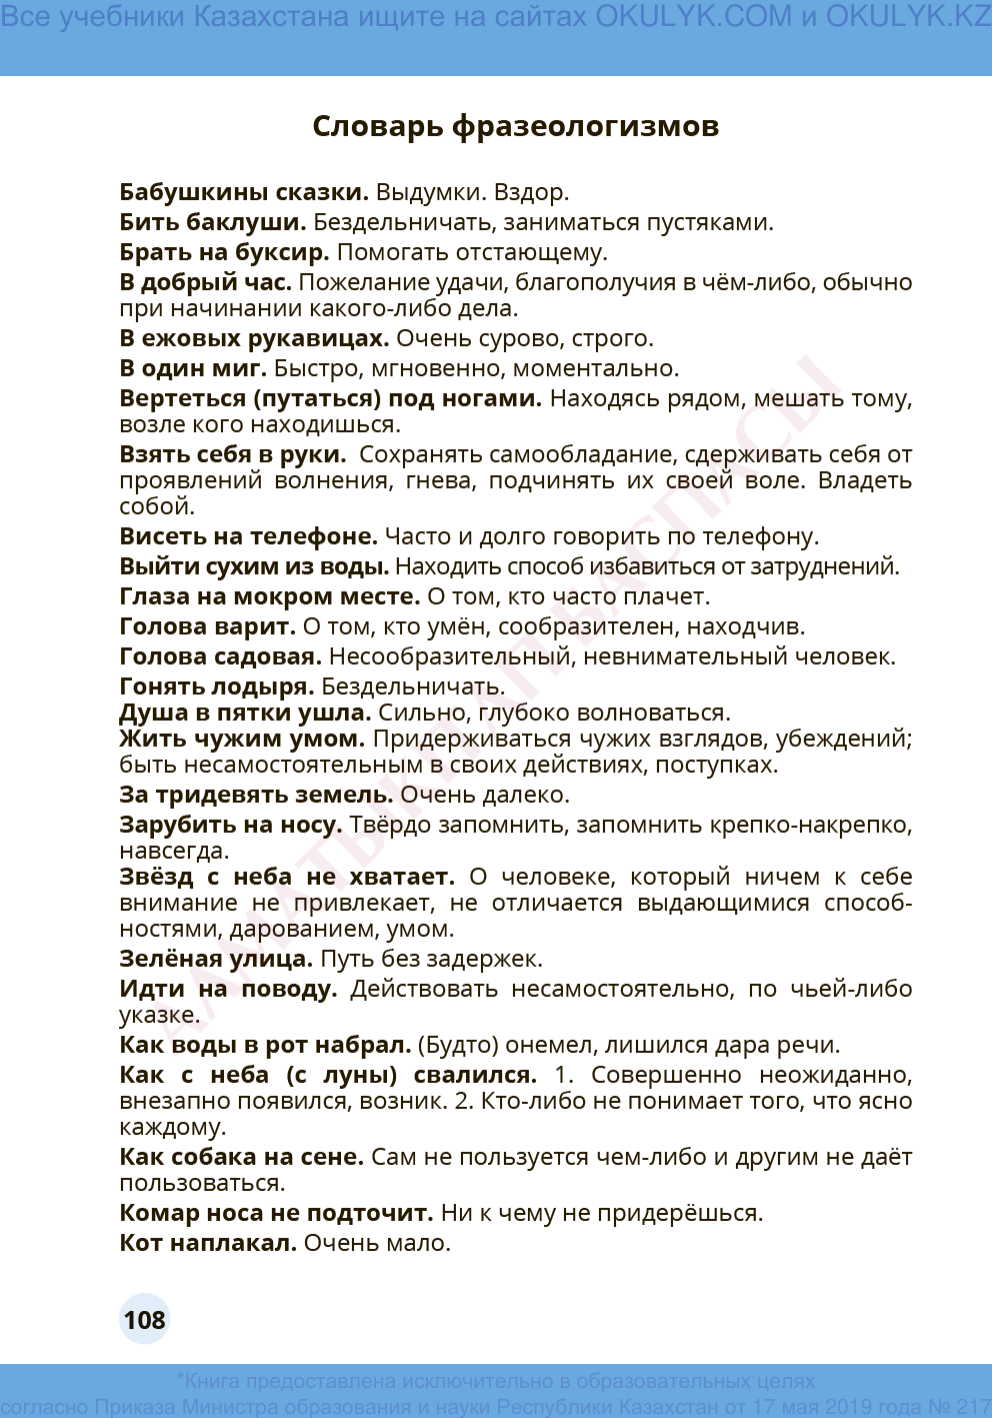 Все учебники Казахстана ищите на сайтах OKULYK.COM и OKULYK.KZ
Словарь фразеологизмов
Бабушкины сказки. Выдумки. Вздор.
Бить баклуши. Бездельничать, заниматься пустяками.
Брать на буксир. Помогать отстающему.
В добрый час. Пожелание удачи, благополучия в чём-либо, обычно
при начинании какого-либо дела.
В ежовых рукавицах. Очень сурово, строго.
В один миг. Быстро, мгновенно, моментально.
Вертеться (путаться) под ногами. Находясь рядом, мешать тому,
возле кого находишься.
Взять себя в руки. Сохранять самообладание, сдерживать себя от
проявлений волнения, гнева, подчинять их своей воле. Владеть
собой.
Висеть на телефоне. Часто и долго говорить по телефону.
Выйти сухим из воды. Находить способ избавиться от затруднений.
Глаза на мокром месте. О том, кто часто плачет.
Голова варит. О том, кто умён, сообразителен, находчив.
Голова садовая. Несообразительный, невнимательный человек.
Гонять лодыря. Бездельничать.
Душа в пятки ушла. Сильно, глубоко волноваться.
Жить чужим умом. Придерживаться чужих взглядов, убеждений;
быть несамостоятельным в своих действиях, поступках.
За тридевять земель. Очень далеко.
Зарубить на носу. Твёрдо запомнить, запомнить крепко-накрепко,
навсегда.
Звёзд с неба не хватает. О человеке, который ничем к себе
внимание не привлекает, не отличается выдающимися способ-
ностями, дарованием, умом.
Зелёная улица. Путь без задержек.
Идти на поводу. Действовать несамостоятельно, по чьей-либо
указке.
Как воды в рот набрал. (Будто) онемел, лишился дара речи.
Как с неба (с луны) свалился. 1. Совершенно неожиданно,
внезапно появился, возник. 2. Кто-либо не понимает того, что ясно
каждому.
Как собака на сене. Сам не пользуется чем-либо и другим не даёт
пользоваться.
Комар носа не подточит. Ни к чему не придерёшься.
Кот наплакал. Очень мало.
АЛМАТЫКІТАП БАСПАСЫ
108
*Книга предоставлена исключительно в образовательных целях
согласно Приказа Министра образования и науки Республики Казахстан от 17 мая 2019 года № 217